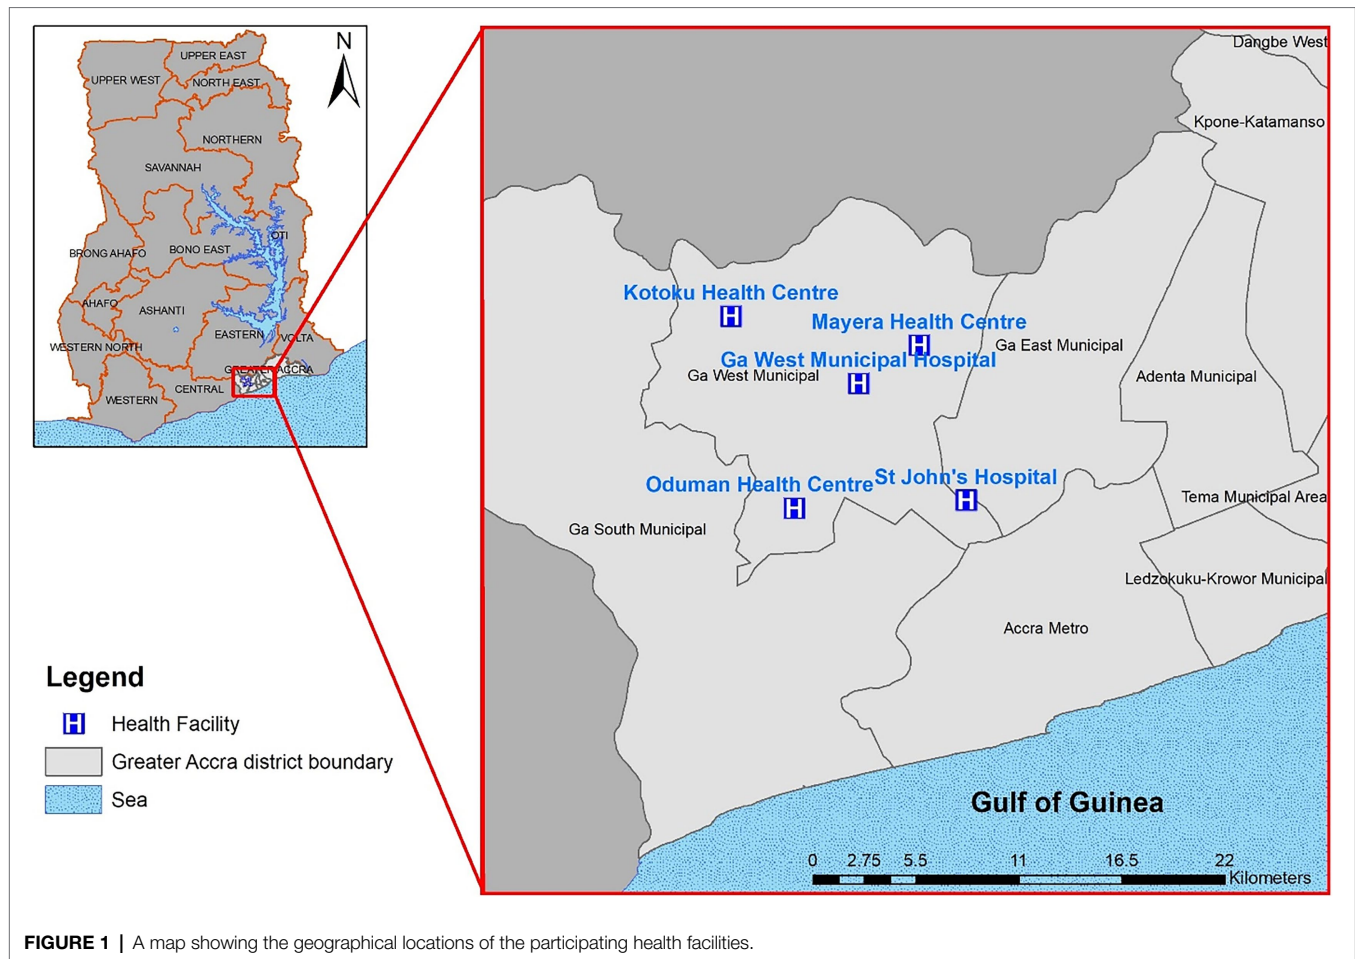 N
UPPER EAST
UPPER WEST
NORTH EAST
NORTHERN
SAVANNAH
OTI
BRONG AHAFO
BONO EAST
AHAFO
ASHANTI
EASTERN
VOLTA
WESTERN NORTH
GREATER ACCRA
CENTRAL
WESTERN
Dangbe West
Kpone-Katamanso
Kotoku Health Centre
H
Mayera Health Centre
H
Ga East Municipal
Ga West Municipal Hospital
Ga West Municipal
H
Adenta Municipal
Oduman Health Centre
H
St John's Hospital
H
Tema Municipal Area
Ga South Municipal
Ledzokuku-Krowor Municipal
Accra Metro
Gulf of Guinea
0 2.75 5.5 11 16.5 22
Kilometers
Legend
H Health Facility
Greater Accra district boundary
Sea
FIGURE 1 | A map showing the geographical locations of the participating health facilities.